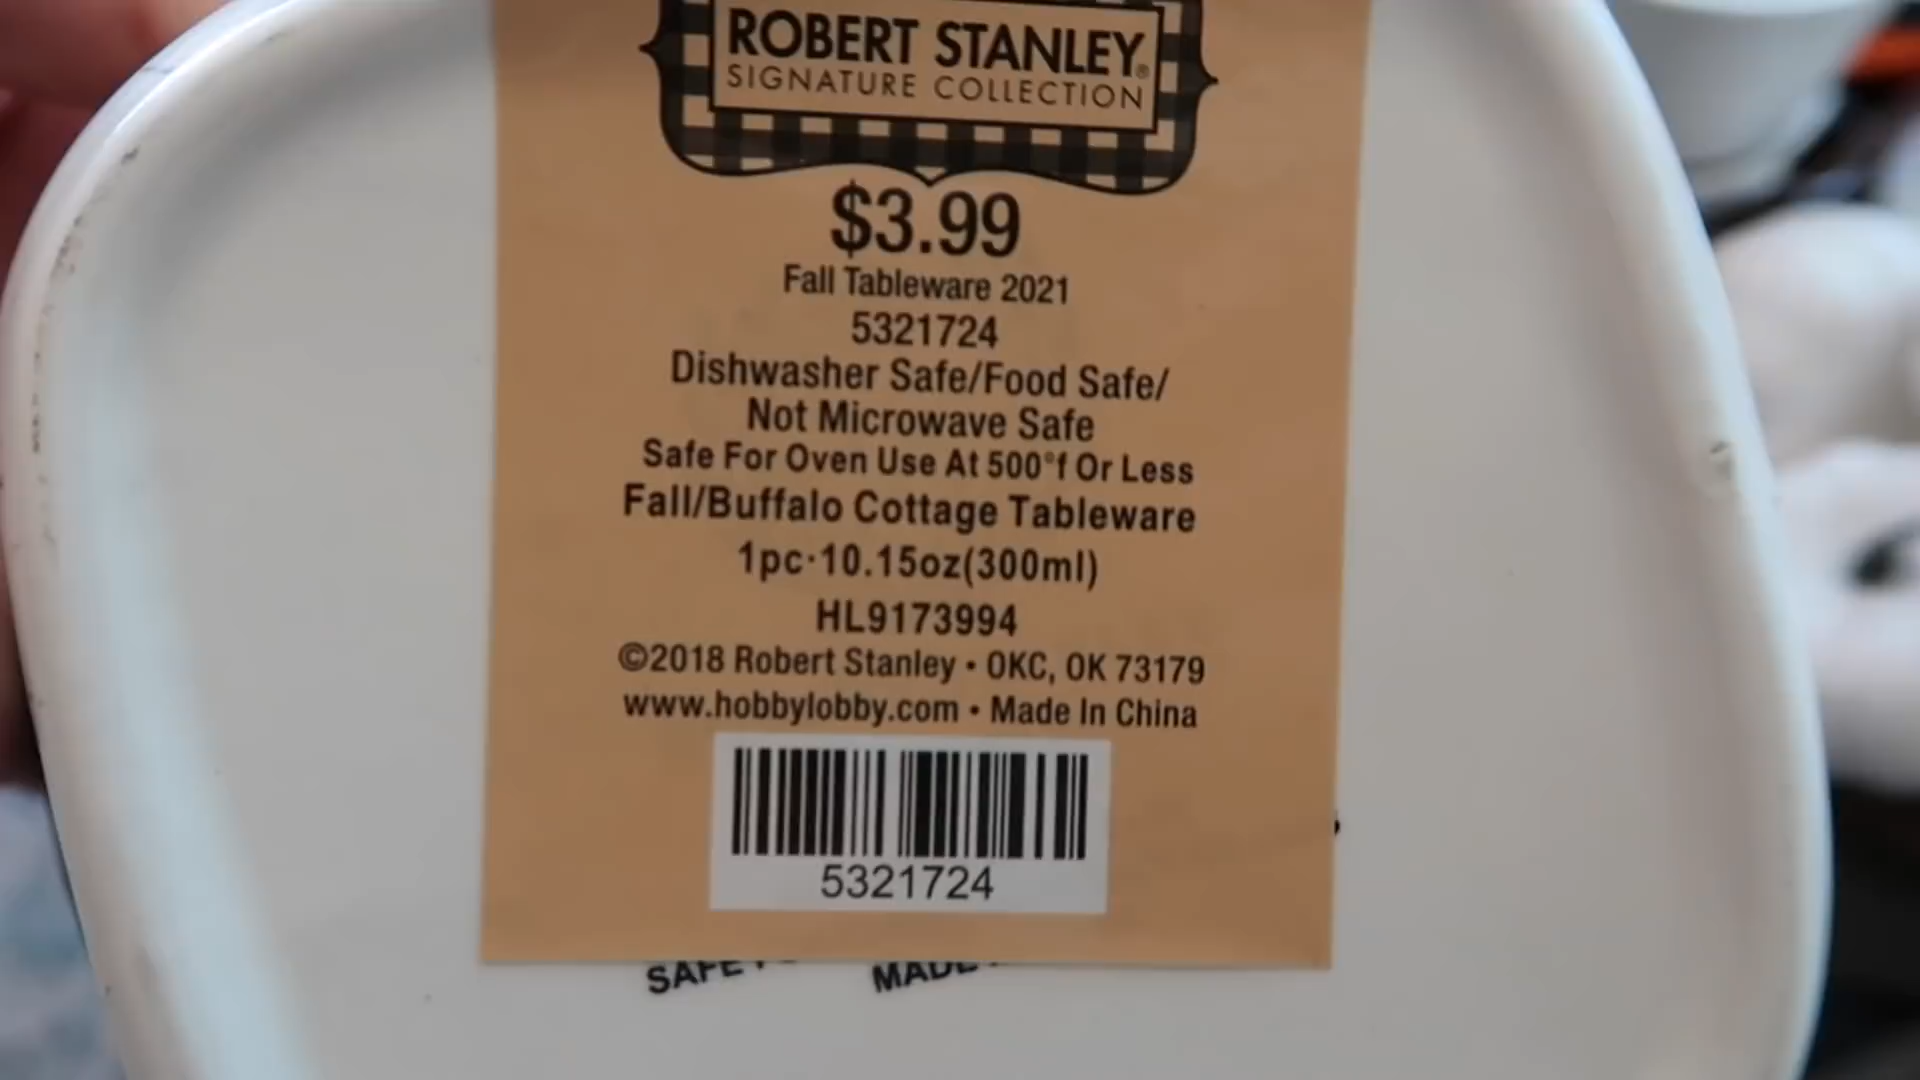 ROBERT STANLEY®
SIGNATURE COLLECTION
$3.99
Fall Tableware 2021
5321724
Dishwasher Safe/Food Safe/
Not Microwave Safe
Safe For Oven Use At 500°f Or Less
Fall/Buffalo Cottage Tableware
1pc·10.15oz(300ml)
HL9173994
©2018 Robert Stanley • OKC, OK 73179
www.hobbylobby.com • Made In China
5321724
SAFE
MADE